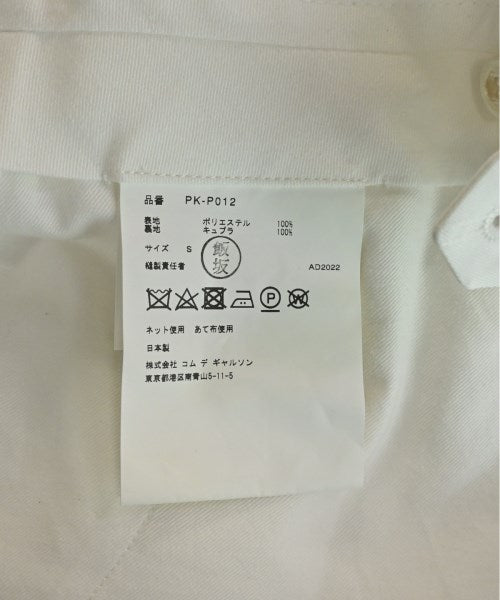 品番 PK-P012
表地 ポリエステル 100%
裏地 キュプラ 100%
サイズ S
飯坂
縫製責任者 AD2022
P W
ネット使用 あて布使用
日本製
株式会社 コム デ ギャルソン
東京都港区南青山5-11-5